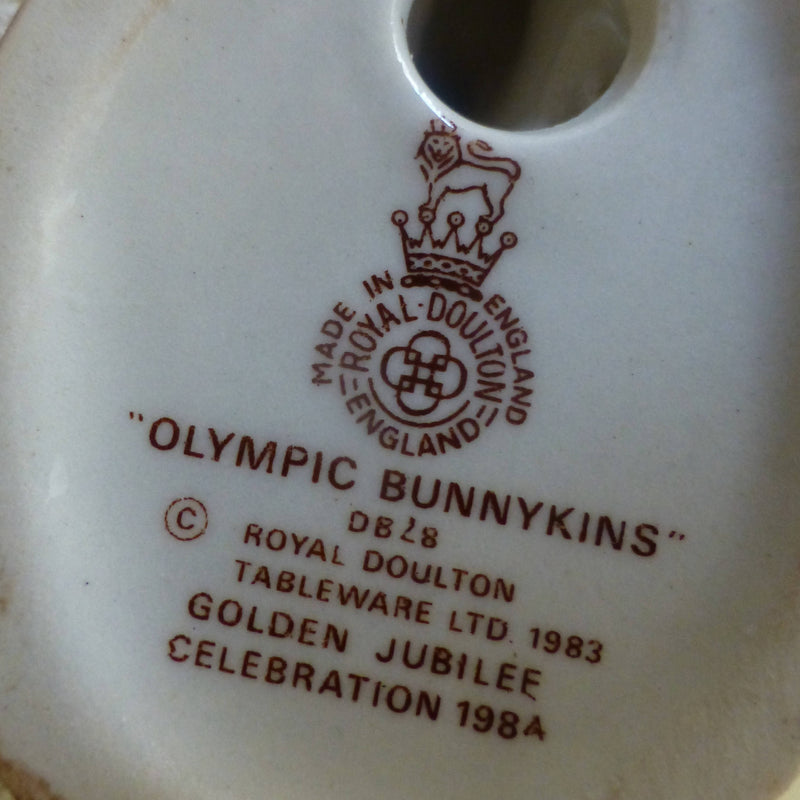 MADE IN ENGLAND
ROYAL·DOULTON
ENGLAND
"OLYMPIC BUNNYKINS"
DB28
© ROYAL DOULTON
TABLEWARE LTD. 1983
GOLDEN JUBILEE
CELEBRATION 1984